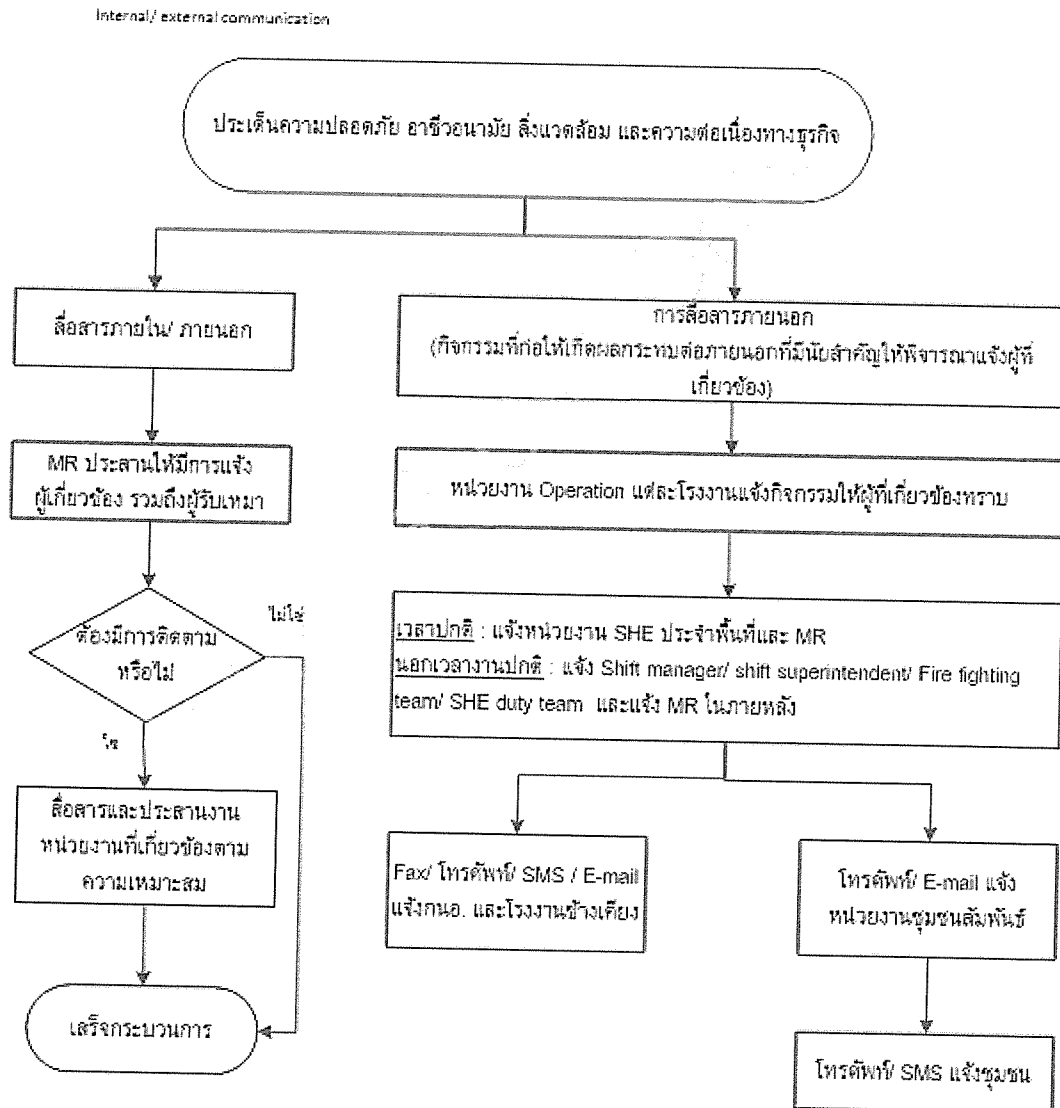 Internal/ external communication
ประเด็นความปลอดภัย อาชีวอนามัย สิ่งแวดล้อม และความต่อเนื่องทางธุรกิจ
สื่อสารภายใน/ ภายนอก
MR ประสานให้มีการแจ้ง
ผู้เกี่ยวข้อง รวมถึงผู้รับเหมา
ต้องมีการติดตาม
หรือไม่
ไม่ใช่
ใช่
สื่อสารและประสานงาน
หน่วยงานที่เกี่ยวข้องตาม
ความเหมาะสม
เสร็จกระบวนการ
การสื่อสารภายนอก
(กิจกรรมที่ก่อให้เกิดผลกระทบต่อภายนอกที่มีนัยสำคัญให้พิจารณาแจ้งผู้ที่
เกี่ยวข้อง)
หน่วยงาน Operation แต่ละโรงงานแจ้งกิจกรรมให้ผู้ที่เกี่ยวข้องทราบ
เวลาปกติ : แจ้งหน่วยงาน SHE ประจำพื้นที่และ MR
นอกเวลางานปกติ : แจ้ง Shift manager/ shift superintendent/ Fire fighting
team/ SHE duty team และแจ้ง MR ในภายหลัง
Fax/ โทรศัพท์/ SMS / E-mail
แจ้งกนอ. และโรงงานข้างเคียง
โทรศัพท์/ E-mail แจ้ง
หน่วยงานชุมชนสัมพันธ์
โทรศัพท์/ SMS แจ้งชุมชน